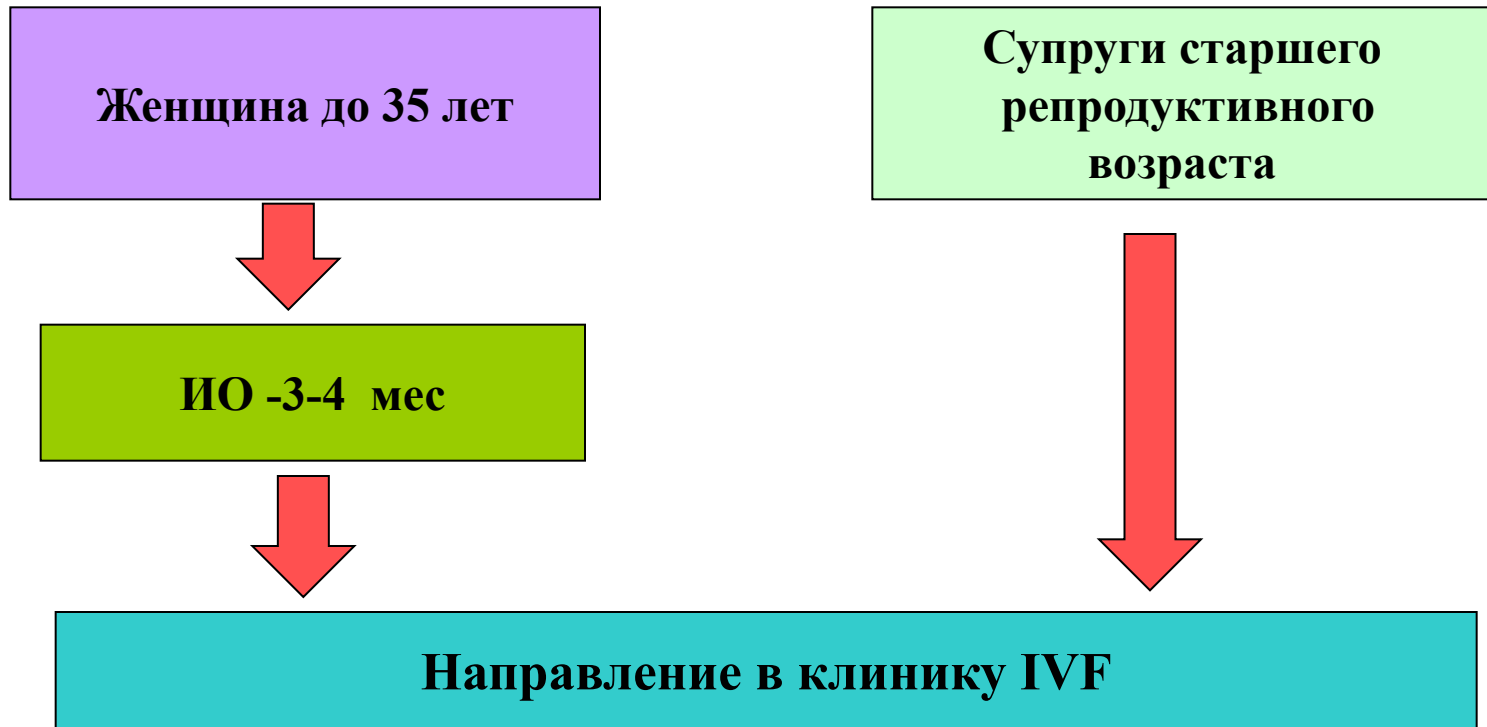 Женщина до 35 лет
Супруги старшего
репродуктивного
возраста
ИО -3-4 мес
Направление в клинику IVF